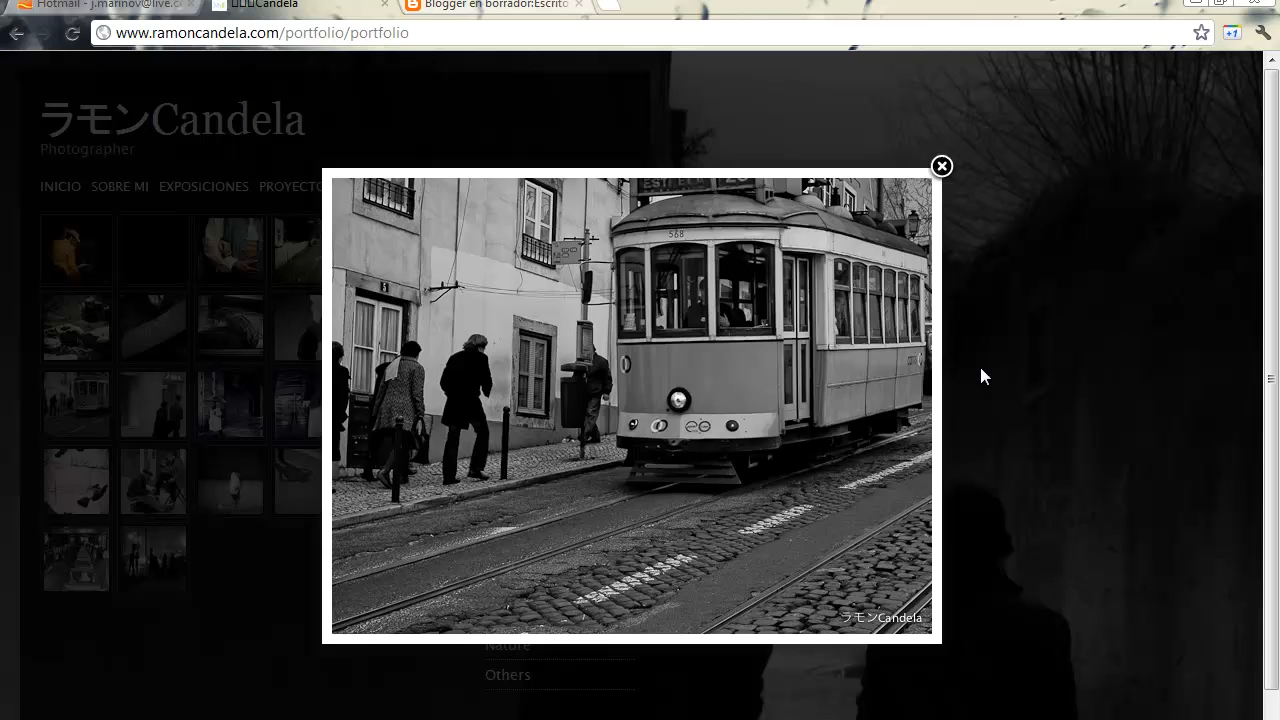 Hotmail - j.marinov@live.c
Candela
Blogger en borrador:Escrito
www.ramoncandela.com/portfolio/portfolio
+1
ラモンCandela
Photographer
INICIO SOBRE MI EXPOSICIONES PROYECTO
568
5
ラモンCandela
Nature
Others